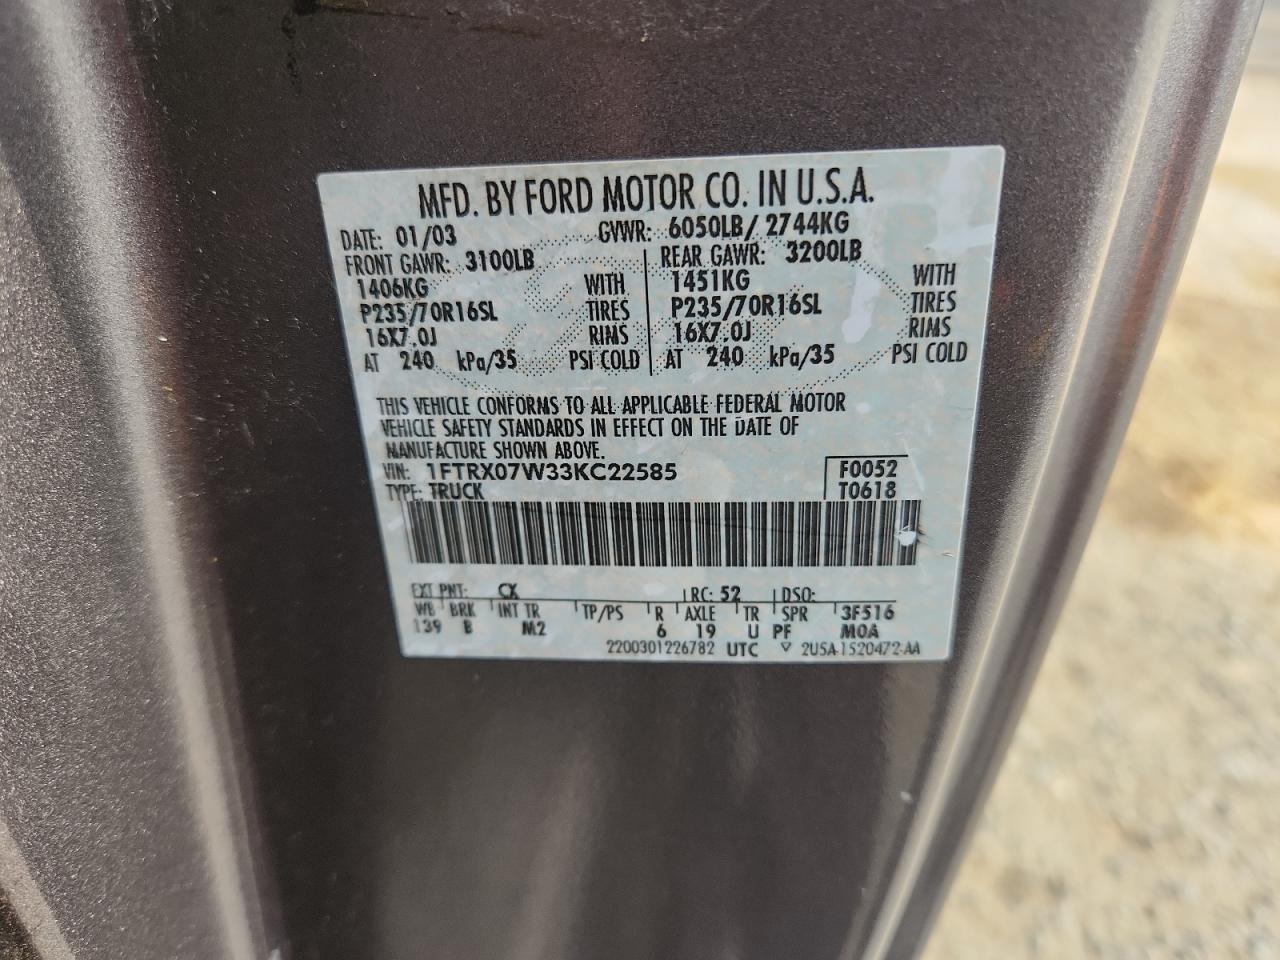 MFD. BY FORD MOTOR CO. IN U.S.A.
DATE: 01/03 GVWR: 6050LB/ 2744KG
FRONT GAWR: 3100LB REAR GAWR: 3200LB
1406KG WITH 1451KG WITH
P235/70R16SL TIRES P235/70R16SL TIRES
16X7.0J RIMS 16X7.0J RIMS
AT 240 kPa/35 PSI COLD AT 240 kPa/35 PSI COLD
THIS VEHICLE CONFORMS TO ALL APPLICABLE FEDERAL MOTOR
VEHICLE SAFETY STANDARDS IN EFFECT ON THE DATE OF
MANUFACTURE SHOWN ABOVE.
VIN: 1FTRX07W33KC22585 F0052
TYPE: TRUCK T0618
EXT PNT: CX RC: 52 DSO:
WB BRK INT TR TP/PS R AXLE TR SPR 3F516
139 B M2 6 19 U PF M0A
2200301226782 UTC ▽ 2U5A-1520472-AA